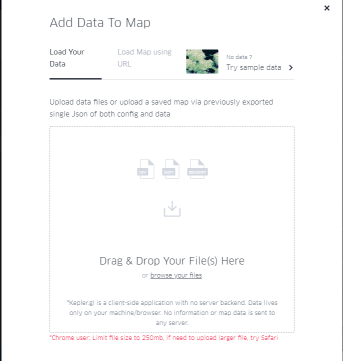 ×
Add Data To Map
Load Your
Data
Load Map using
URL
No data ?
Try sample data
Upload data files or upload a saved map via previously exported
single Json of both config and data
Drag & Drop Your File(s) Here
or browse your files
*Kepler.gl is a client-side application with no server backend. Data lives
only on your machine/browser. No information or map data is sent to
any server.
*Chrome user: Limit file size to 250mb, if need to upload larger file, try Safari